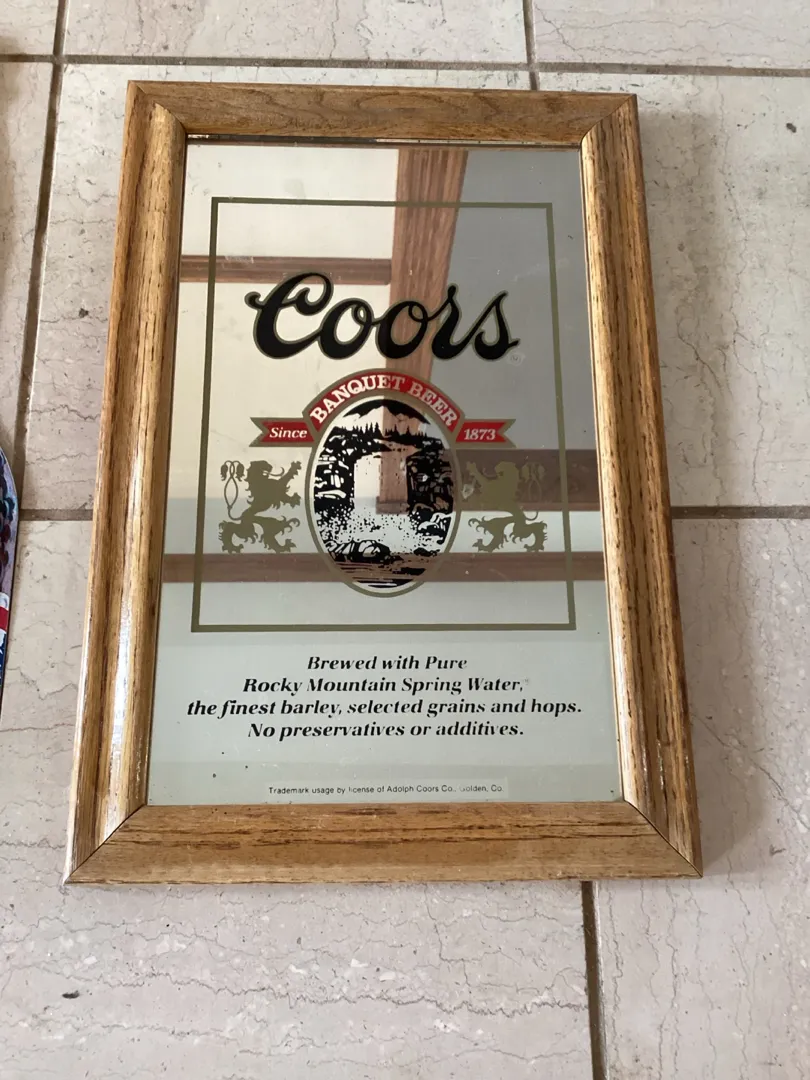 Coors
BANQUET BEER
Since 1873
Brewed with Pure
Rocky Mountain Spring Water,
the finest barley, selected grains and hops.
No preservatives or additives.
Trademark usage by license of Adolph Coors Co., Golden, Co.